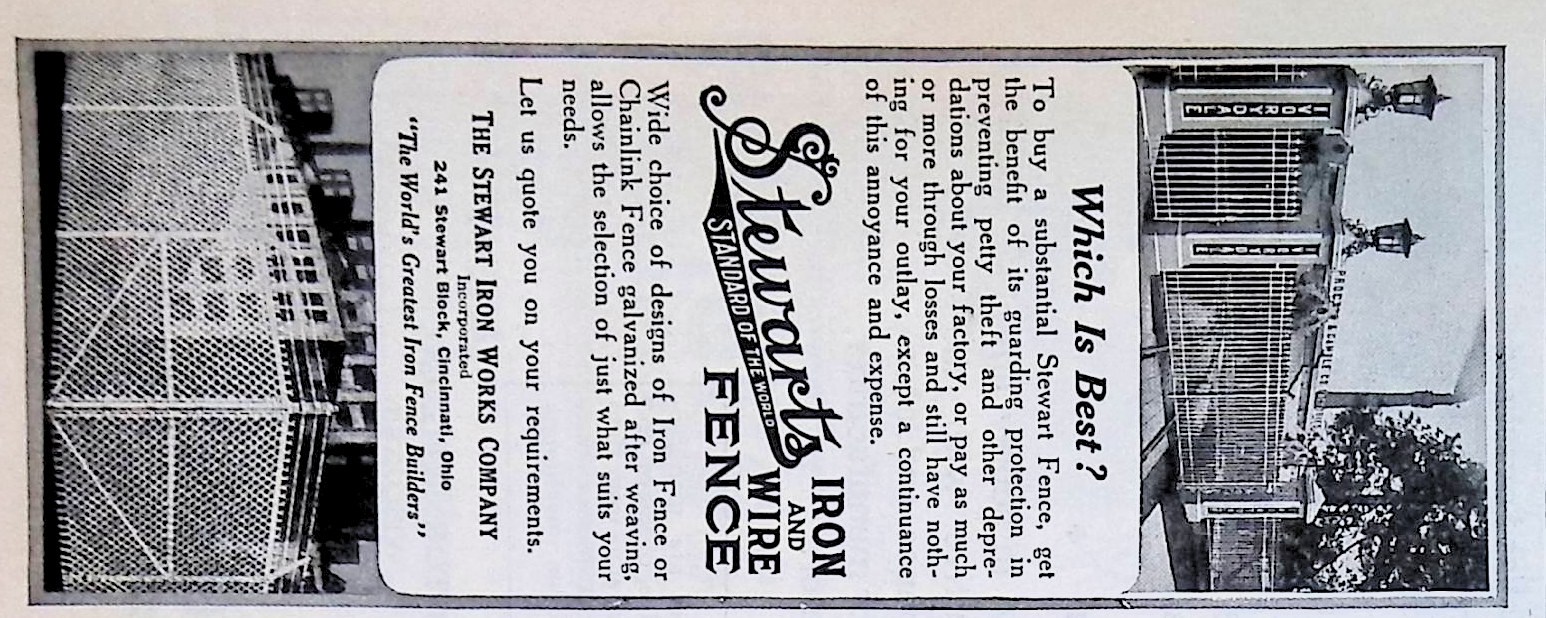 IVORYDALE
PROCTER & GAMBLE CO.
Which Is Best?
To buy a substantial Stewart Fence, get
the benefit of its guarding protection in
preventing petty theft and other depre-
dations about your factory, or pay as much
or more through losses and still have noth-
ing for your outlay, except a continuance
of this annoyance and expense.
Stewart's
STANDARD OF THE WORLD
IRON
AND
WIRE
FENCE
Wide choice of designs of Iron Fence or
Chainlink Fence galvanized after weaving,
allows the selection of just what suits your
needs.
Let us quote you on your requirements.
THE STEWART IRON WORKS COMPANY
Incorporated
241 Stewart Block, Cincinnati, Ohio
"The World's Greatest Iron Fence Builders"